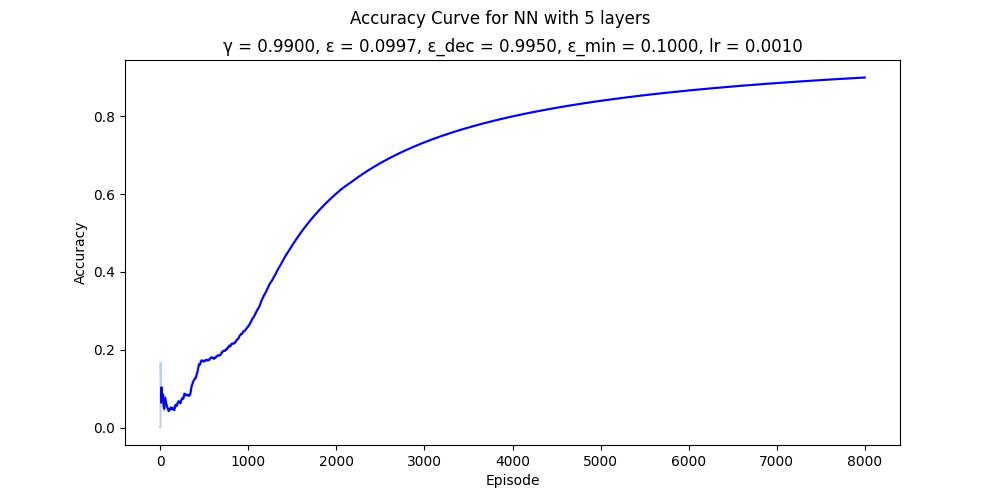 Accuracy Curve for NN with 5 layers
γ = 0.9900, ε = 0.0997, ε_dec = 0.9950, ε_min = 0.1000, lr = 0.0010
0.8
0.6
0.4
0.2
0.0
Accuracy
0 1000 2000 3000 4000 5000 6000 7000 8000
Episode